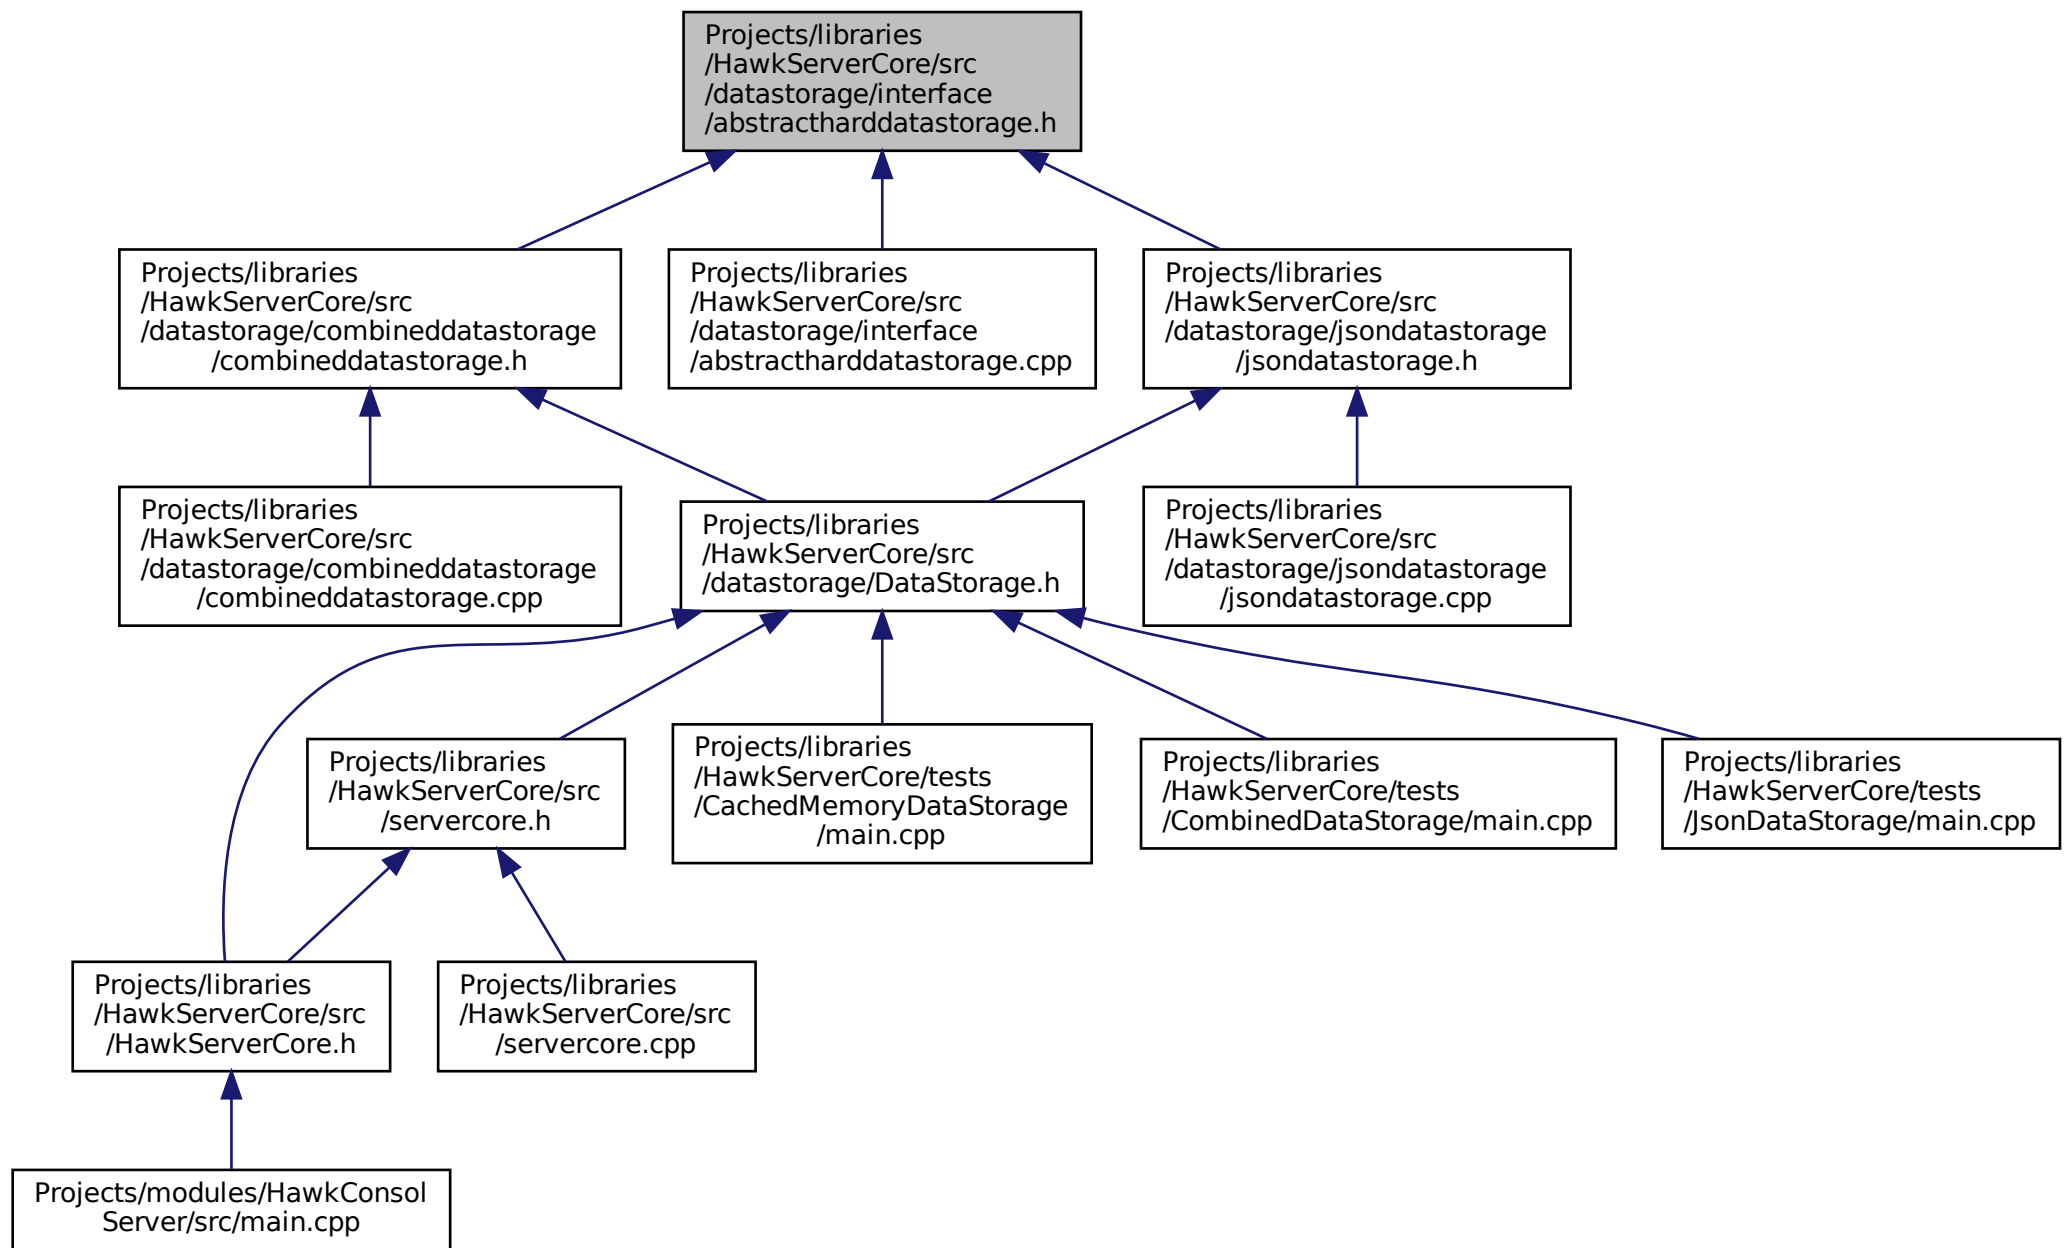 Projects/libraries
/HawkServerCore/src
/datastorage/interface
/abstractharddatastorage.h
Projects/libraries
/HawkServerCore/src
/datastorage/combineddatastorage
/combineddatastorage.h
Projects/libraries
/HawkServerCore/src
/datastorage/interface
/abstractharddatastorage.cpp
Projects/libraries
/HawkServerCore/src
/datastorage/jsondatastorage
/jsondatastorage.h
Projects/libraries
/HawkServerCore/src
/datastorage/combineddatastorage
/combineddatastorage.cpp
Projects/libraries
/HawkServerCore/src
/datastorage/DataStorage.h
Projects/libraries
/HawkServerCore/src
/datastorage/jsondatastorage
/jsondatastorage.cpp
Projects/libraries
/HawkServerCore/src
/servercore.h
Projects/libraries
/HawkServerCore/tests
/CachedMemoryDataStorage
/main.cpp
Projects/libraries
/HawkServerCore/tests
/CombinedDataStorage/main.cpp
Projects/libraries
/HawkServerCore/tests
/JsonDataStorage/main.cpp
Projects/libraries
/HawkServerCore/src
/HawkServerCore.h
Projects/libraries
/HawkServerCore/src
/servercore.cpp
Projects/modules/HawkConsol
Server/src/main.cpp